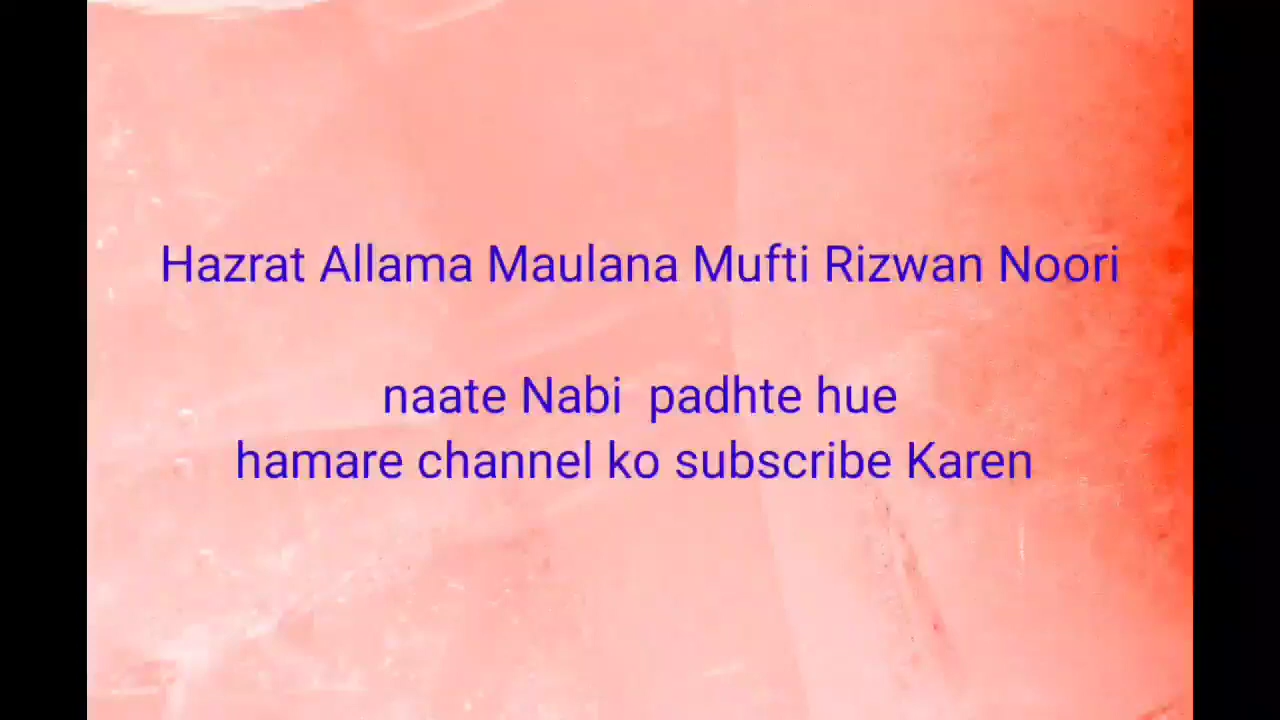 Hazrat Allama Maulana Mufti Rizwan Noori
naate Nabi  padhte hue
hamare channel ko subscribe Karen